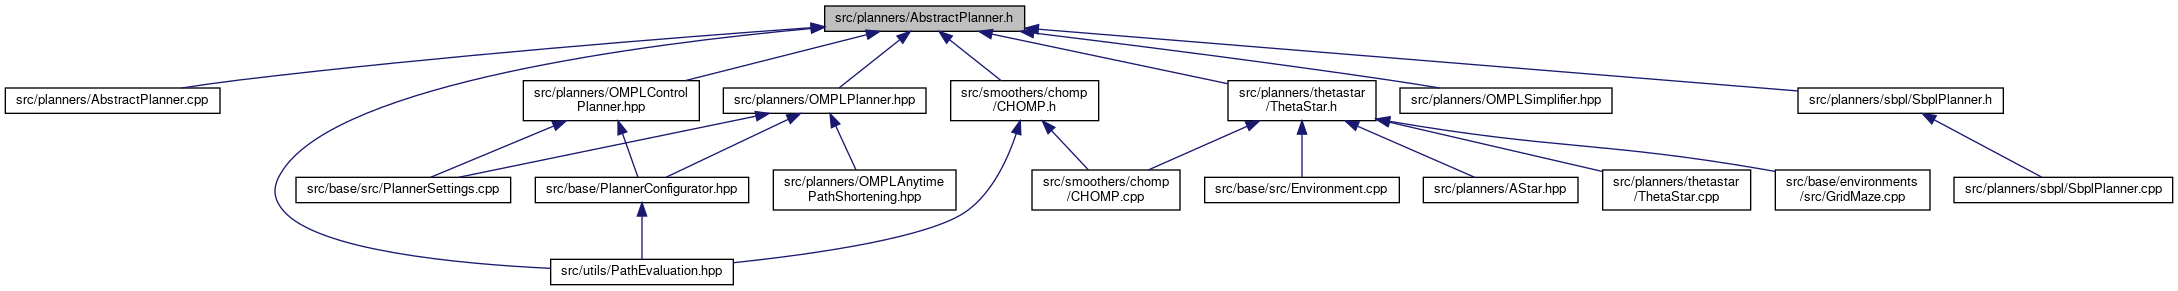 src/planners/AbstractPlanner.h
src/planners/AbstractPlanner.cpp
src/planners/OMPLControl
Planner.hpp
src/planners/OMPLPlanner.hpp
src/smoothers/chomp
/CHOMP.h
src/planners/thetastar
/ThetaStar.h
src/planners/OMPLSimplifier.hpp
src/planners/sbpl/SbplPlanner.h
src/base/src/PlannerSettings.cpp
src/base/PlannerConfigurator.hpp
src/planners/OMPLAnytime
PathShortening.hpp
src/smoothers/chomp
/CHOMP.cpp
src/base/src/Environment.cpp
src/planners/AStar.hpp
src/planners/thetastar
/ThetaStar.cpp
src/base/environments
/src/GridMaze.cpp
src/planners/sbpl/SbplPlanner.cpp
src/utils/PathEvaluation.hpp